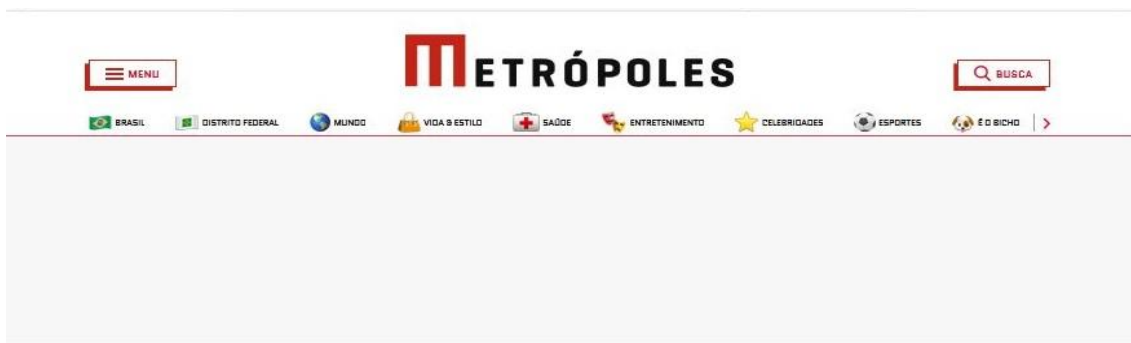 MENU
METRÓPOLES
BUSCA
BRASIL DISTRITO FEDERAL MUNDO VIDA & ESTILO SAÚDE ENTRETENIMENTO CELEBRIDADES ESPORTES É O BICHO